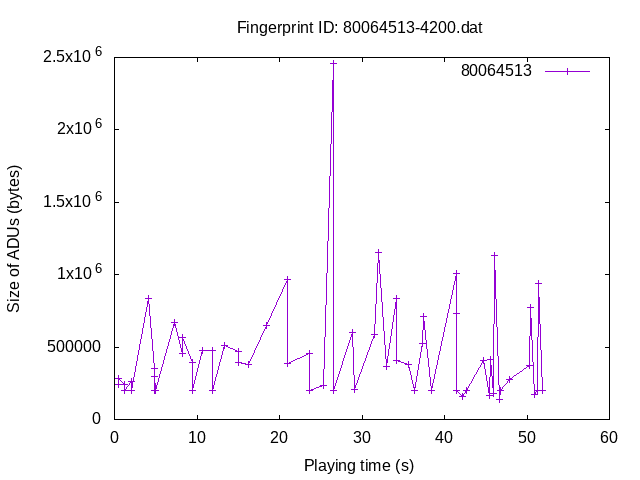 Fingerprint ID: 80064513-4200.dat
80064513
2.5x10 6
2x10 6
1.5x10 6
1x10 6
500000
0
Size of ADUs (bytes)
0 10 20 30 40 50 60
Playing time (s)